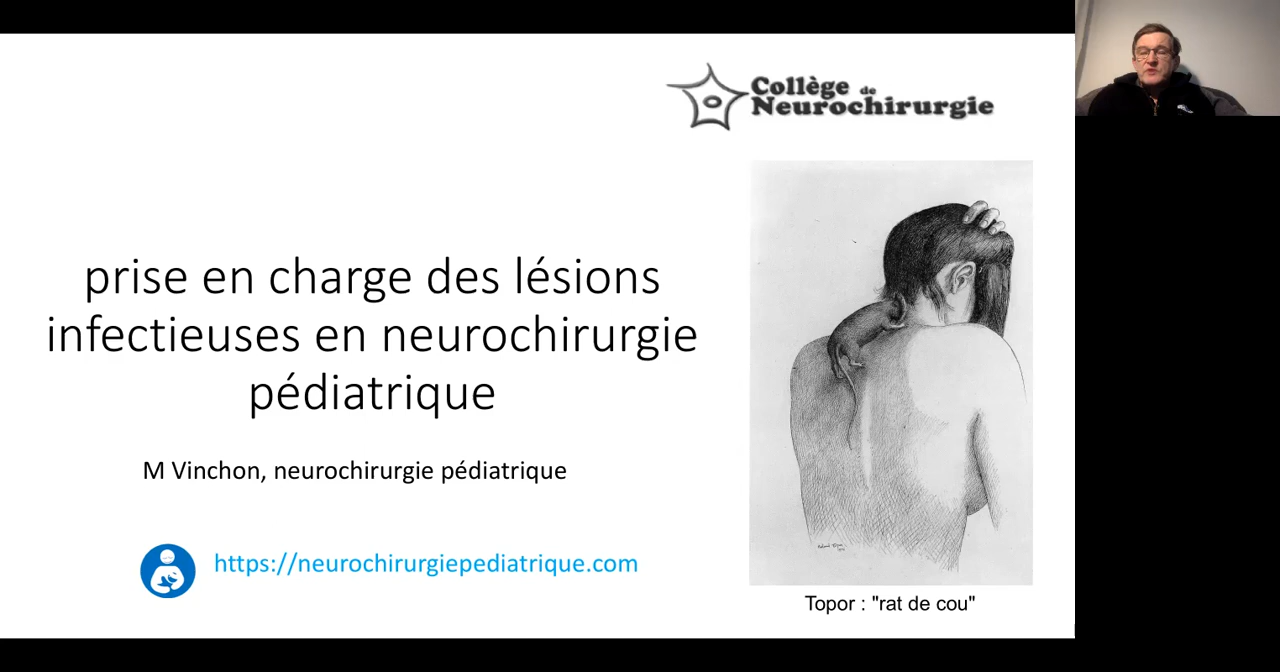 Collège de
Neurochirurgie
prise en charge des lésions
infectieuses en neurochirurgie
pédiatrique
M Vinchon, neurochirurgie pédiatrique
https://neurochirurgiepediatrique.com
Topor : "rat de cou"